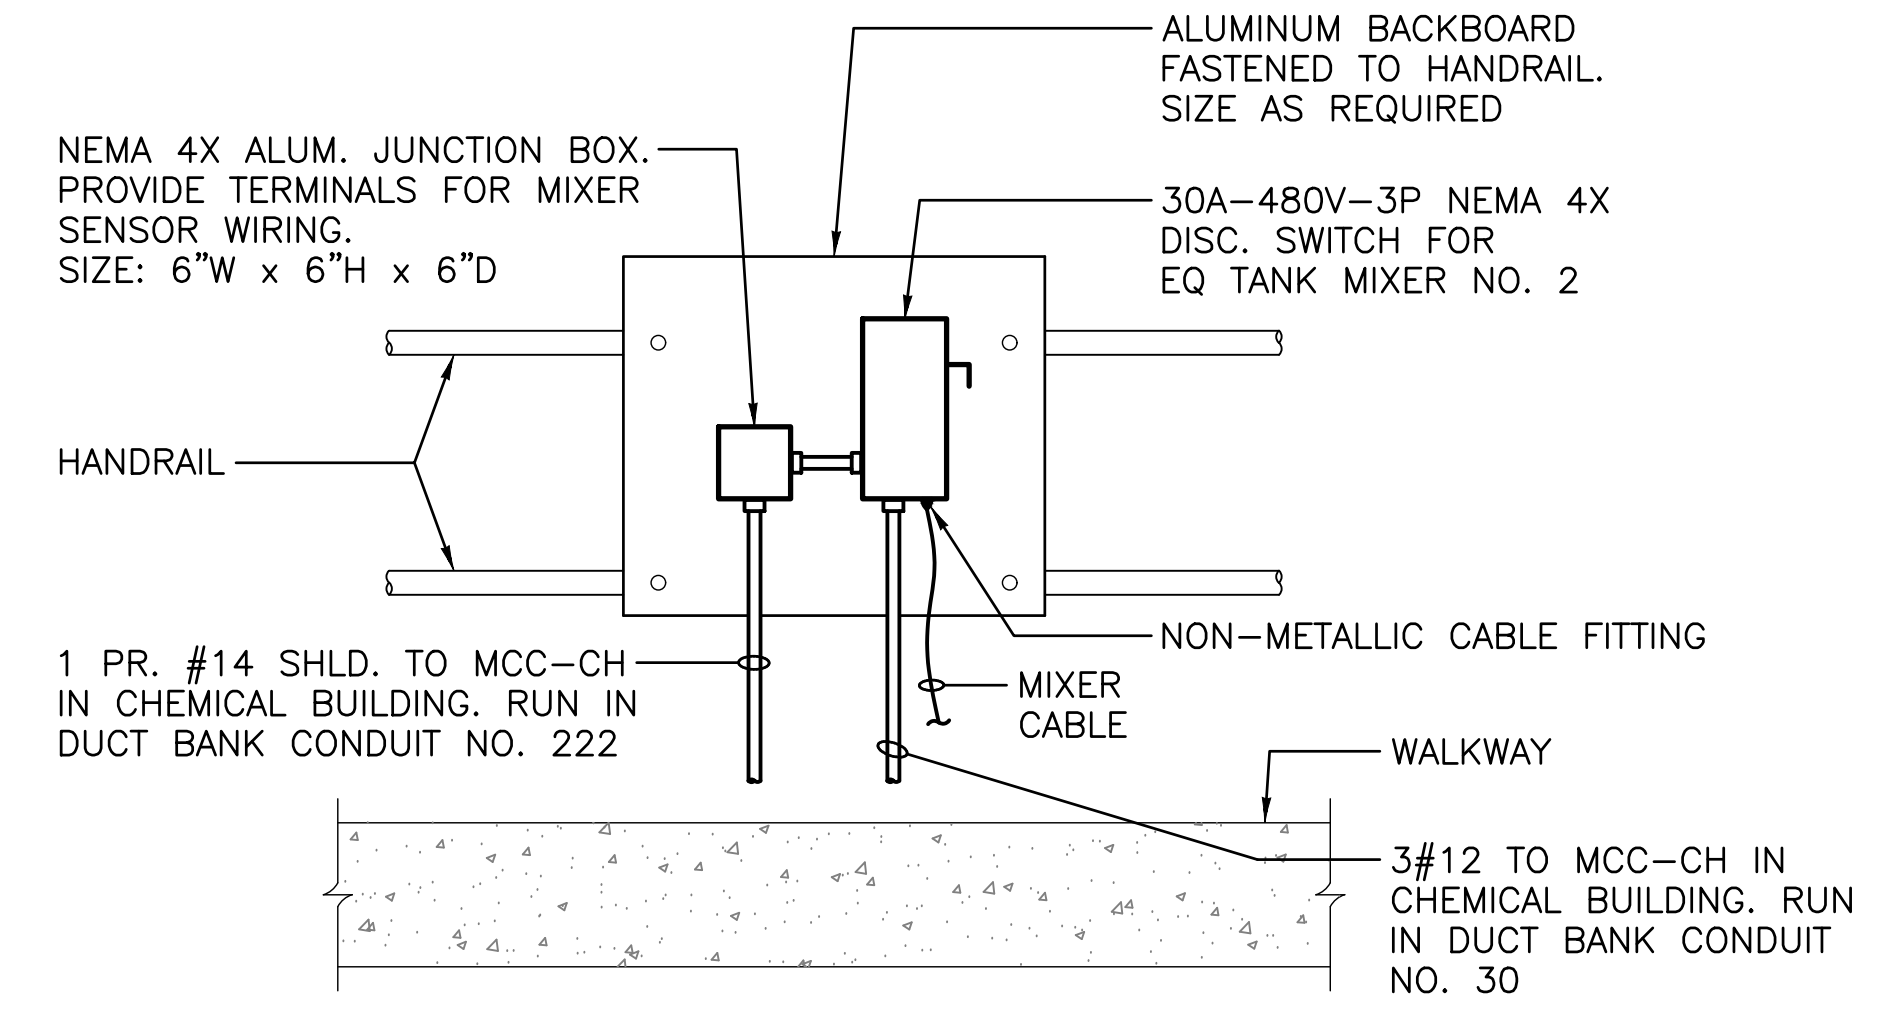 ALUMINUM BACKBOARD
FASTENED TO HANDRAIL.
SIZE AS REQUIRED
NEMA 4X ALUM. JUNCTION BOX.
PROVIDE TERMINALS FOR MIXER
SENSOR WIRING.
SIZE: 6"W x 6"H x 6"D
30A-480V-3P NEMA 4X
DISC. SWITCH FOR
EQ TANK MIXER NO. 2
HANDRAIL
NON-METALLIC CABLE FITTING
1 PR. #14 SHLD. TO MCC-CH
IN CHEMICAL BUILDING. RUN IN
DUCT BANK CONDUIT NO. 222
MIXER
CABLE
WALKWAY
3#12 TO MCC-CH IN
CHEMICAL BUILDING. RUN
IN DUCT BANK CONDUIT
NO. 30